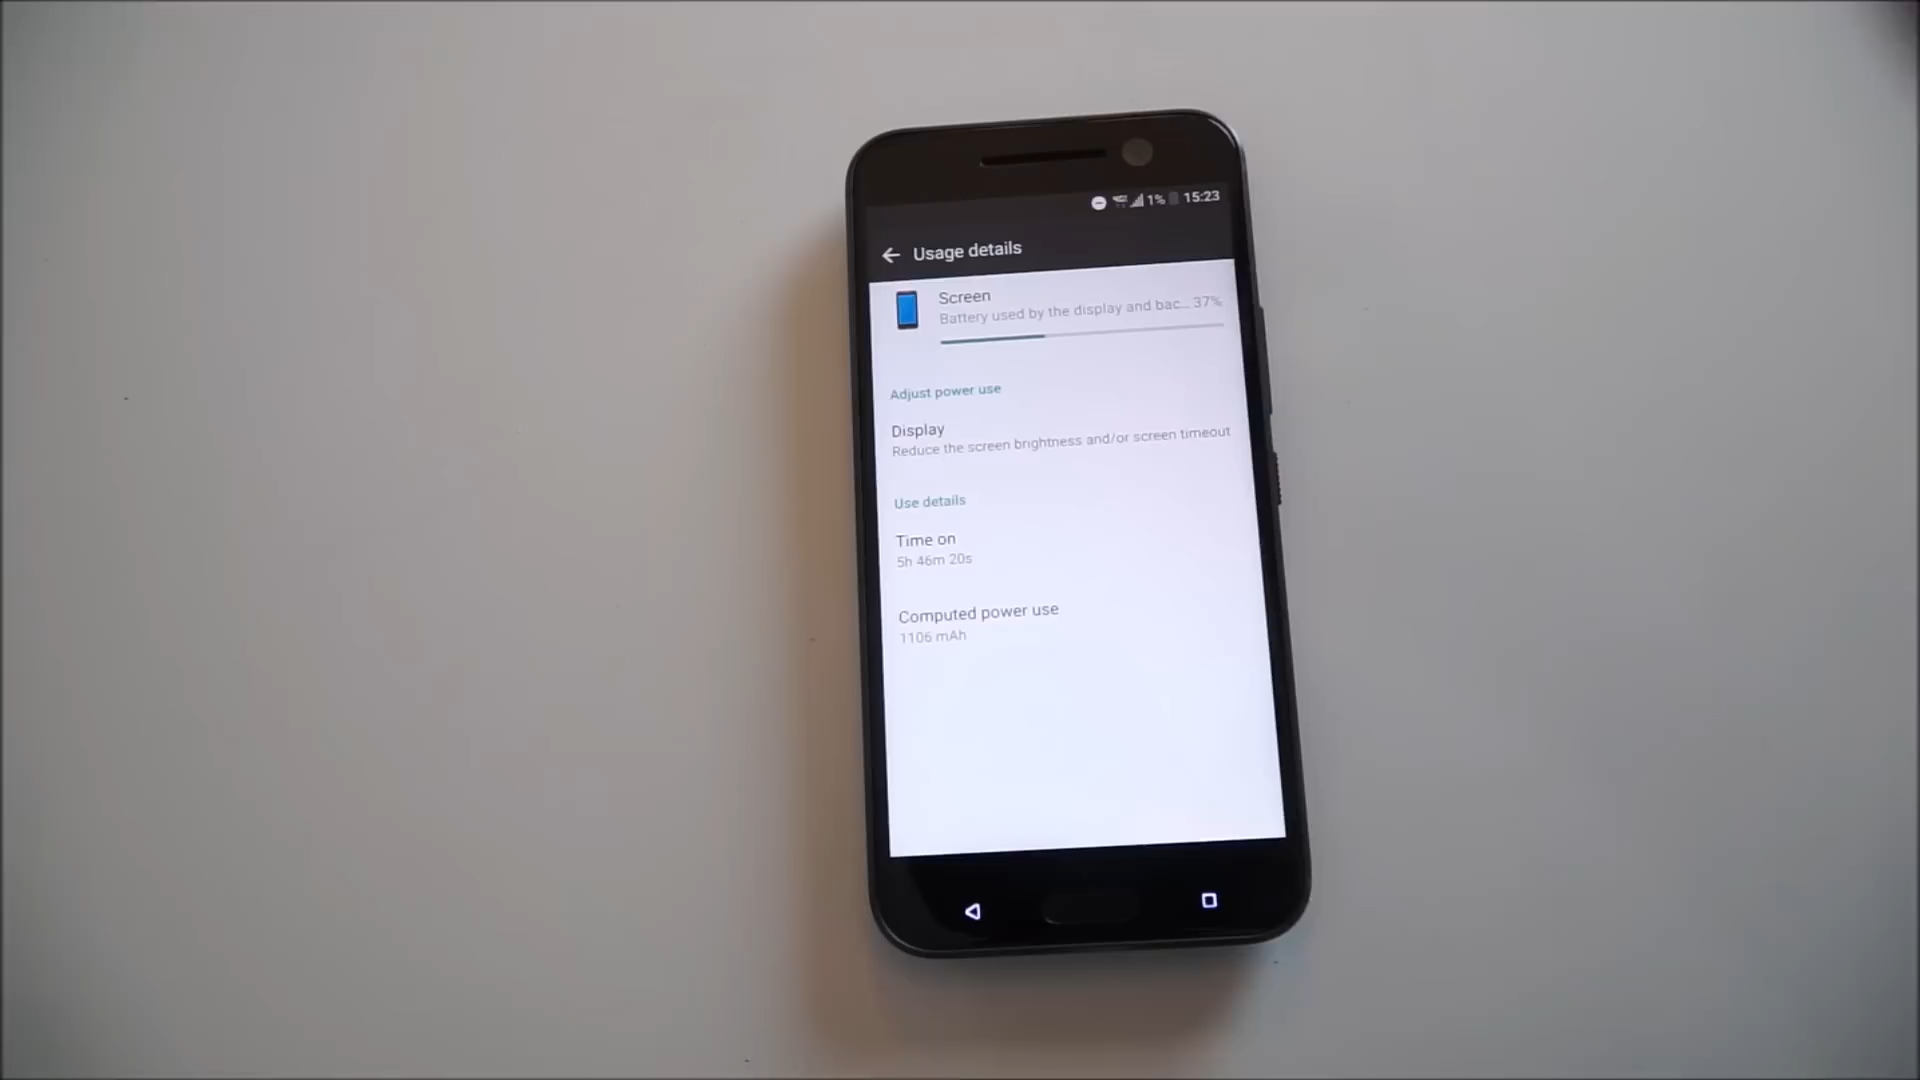 1% 15:23
Usage details
Screen
Battery used by the display and bac... 37%
Adjust power use
Display
Reduce the screen brightness and/or screen timeout
Use details
Time on
5h 46m 20s
Computed power use
1106 mAh